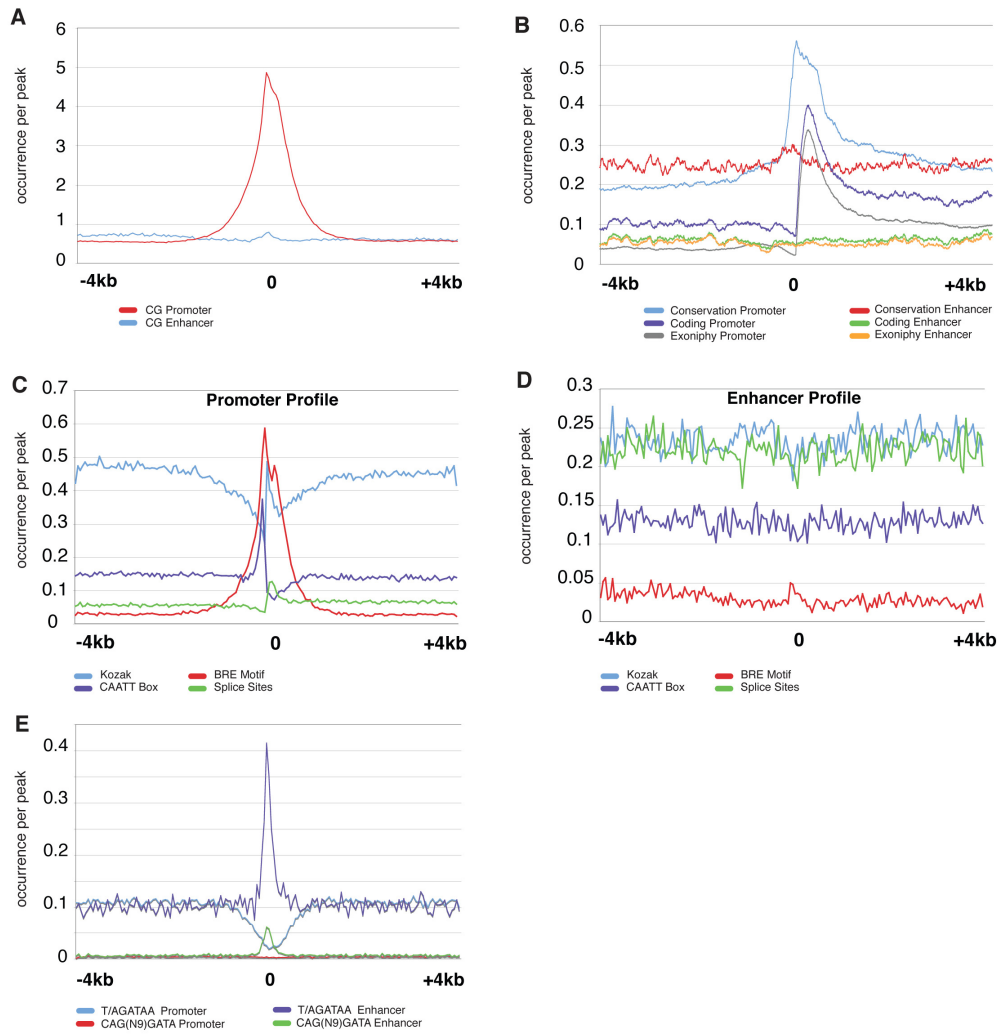 A
occurrence per peak
6
5
4
3
2
1
0
-4kb 0 +4kb
CG Promoter
CG Enhancer
B
occurrence per peak
0.6
0.5
0.4
0.3
0.2
0.1
0
-4kb 0 +4kb
Conservation Promoter Conservation Enhancer
Coding Promoter Coding Enhancer
Exoniphy Promoter Exoniphy Enhancer
C
Promoter Profile
occurrence per peak
0.7
0.6
0.5
0.4
0.3
0.2
0.1
0
-4kb 0 +4kb
Kozak BRE Motif
CAATT Box Splice Sites
D
Enhancer Profile
occurrence per peak
0.3
0.25
0.2
0.15
0.1
0.05
0
-4kb 0 +4kb
Kozak BRE Motif
CAATT Box Splice Sites
E
occurrence per peak
0.4
0.3
0.2
0.1
0
-4kb 0 +4kb
T/AGATAA Promoter T/AGATAA Enhancer
CAG(N9)GATA Promoter CAG(N9)GATA Enhancer